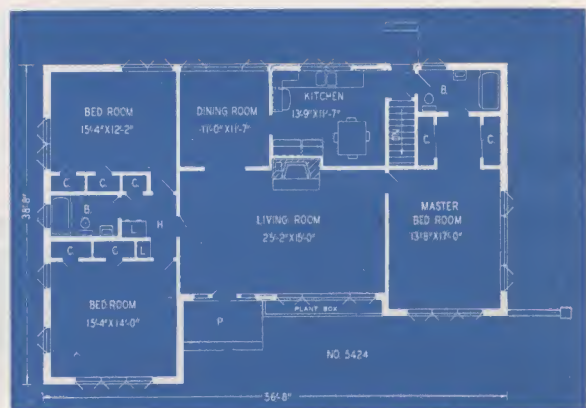 BED ROOM
15'-4"X12'-2"
DINING ROOM
11'-0"X11'-7"
KITCHEN
13'-9"X11'-7"
B.
DN
C.
C.
C.
C.
C.
B.
L
H
C.
C.
L
LIVING ROOM
25'-2"X15'-0"
MASTER
BED ROOM
13'-8"X17'-0"
BED ROOM
15'-4"X14'-0"
P.
PLANT BOX
NO. 5424
38'-8"
56'-8"